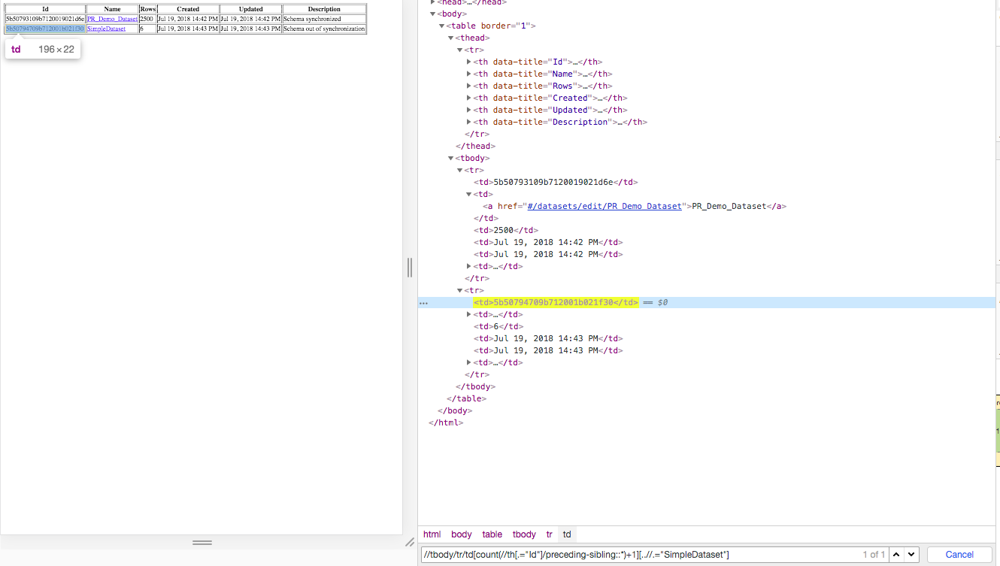 Id Name Rows Created Updated Description
5b50793109b7120019021d6e PR_Demo_Dataset 2500 Jul 19, 2018 14:42 PM Jul 19, 2018 14:42 PM Schema synchronized
5b50794709b712001b021f30 SimpleDataset 6 Jul 19, 2018 14:43 PM Jul 19, 2018 14:43 PM Schema out of synchronization
td 196 × 22
▶<head>…</head>
▼<body>
▼<table border="1">
▼<thead>
▼<tr>
▶<th data-title="Id">…</th>
▶<th data-title="Name">…</th>
▶<th data-title="Rows">…</th>
▶<th data-title="Created">…</th>
▶<th data-title="Updated">…</th>
▶<th data-title="Description">…</th>
</tr>
</thead>
▼<tbody>
▼<tr>
<td>5b50793109b7120019021d6e</td>
▼<td>
<a href="#/datasets/edit/PR_Demo_Dataset">PR_Demo_Dataset</a>
</td>
<td>2500</td>
<td>Jul 19, 2018 14:42 PM</td>
<td>Jul 19, 2018 14:42 PM</td>
▶<td>…</td>
</tr>
▼<tr>
… <td>5b50794709b712001b021f30</td> == $0
▶<td>…</td>
<td>6</td>
<td>Jul 19, 2018 14:43 PM</td>
<td>Jul 19, 2018 14:43 PM</td>
▶<td>…</td>
</tr>
</tbody>
</table>
</body>
</html>
html body table tbody tr td
//tbody/tr/td[count(//th[.="Id"]/preceding-sibling::*)+1][..//.="SimpleDataset"] 1 of 1 Cancel